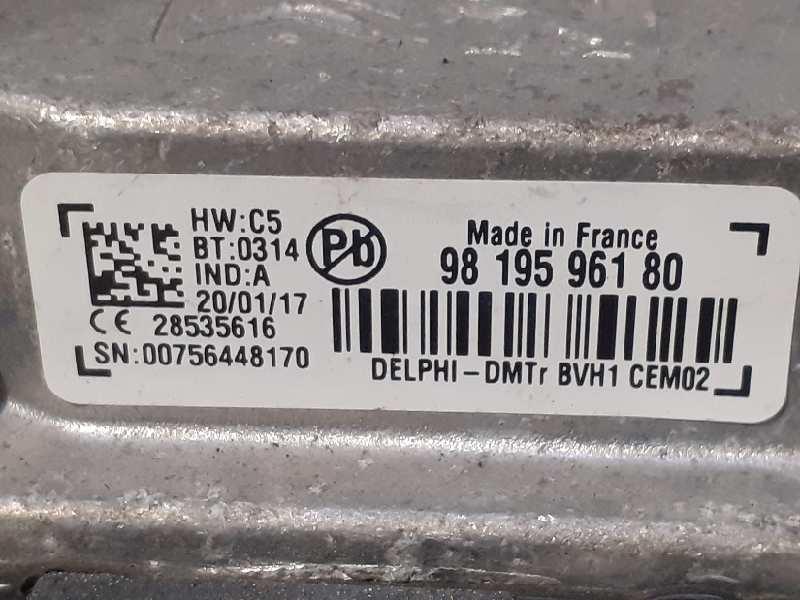 HW:C5
BT:0314
IND:A
20/01/17
CE 28535616
SN:00756448170
Pb
Made in France
98 195 961 80
DELPHI-DMTr BVH1 CEM02